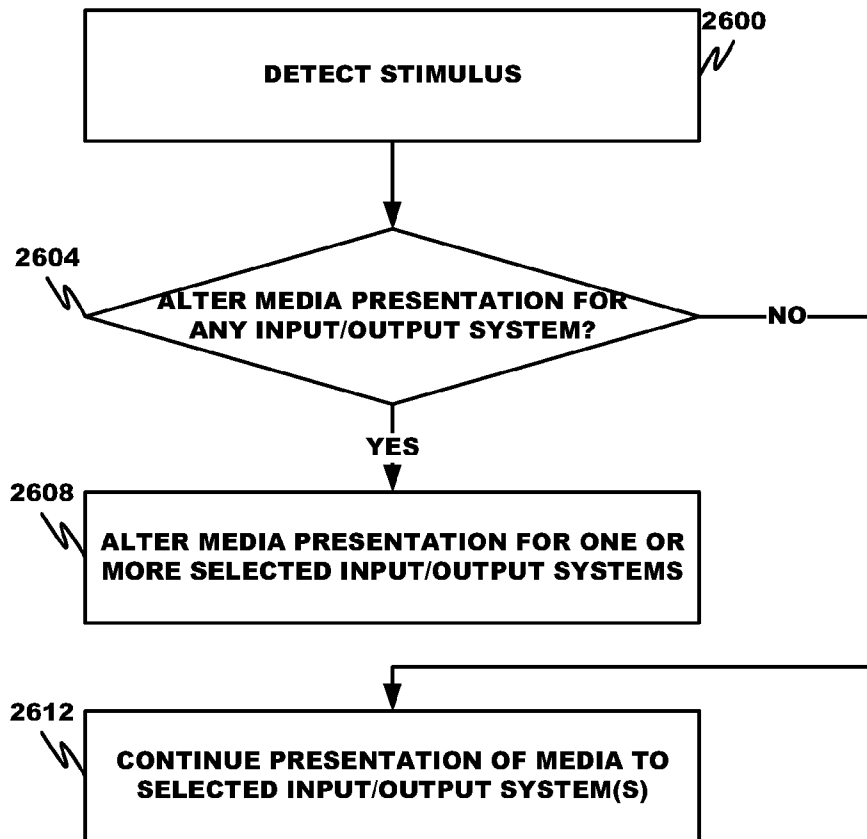 2600
DETECT STIMULUS
2604
ALTER MEDIA PRESENTATION FOR
ANY INPUT/OUTPUT SYSTEM?
NO
YES
2608
ALTER MEDIA PRESENTATION FOR ONE OR
MORE SELECTED INPUT/OUTPUT SYSTEMS
2612
CONTINUE PRESENTATION OF MEDIA TO
SELECTED INPUT/OUTPUT SYSTEM(S)